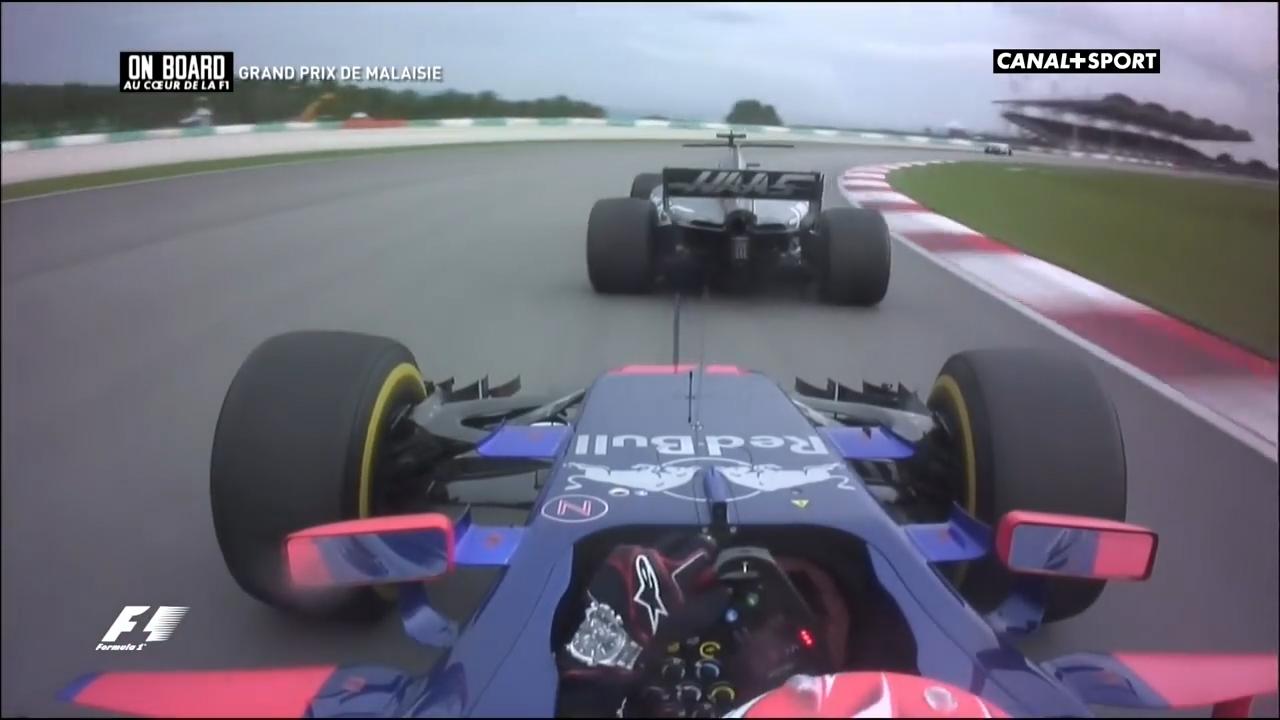 ON BOARD
AU CŒUR DE LA F1
GRAND PRIX DE MALAISIE
CANAL+SPORT
HAAS
Red Bull
F1
Formula 1®